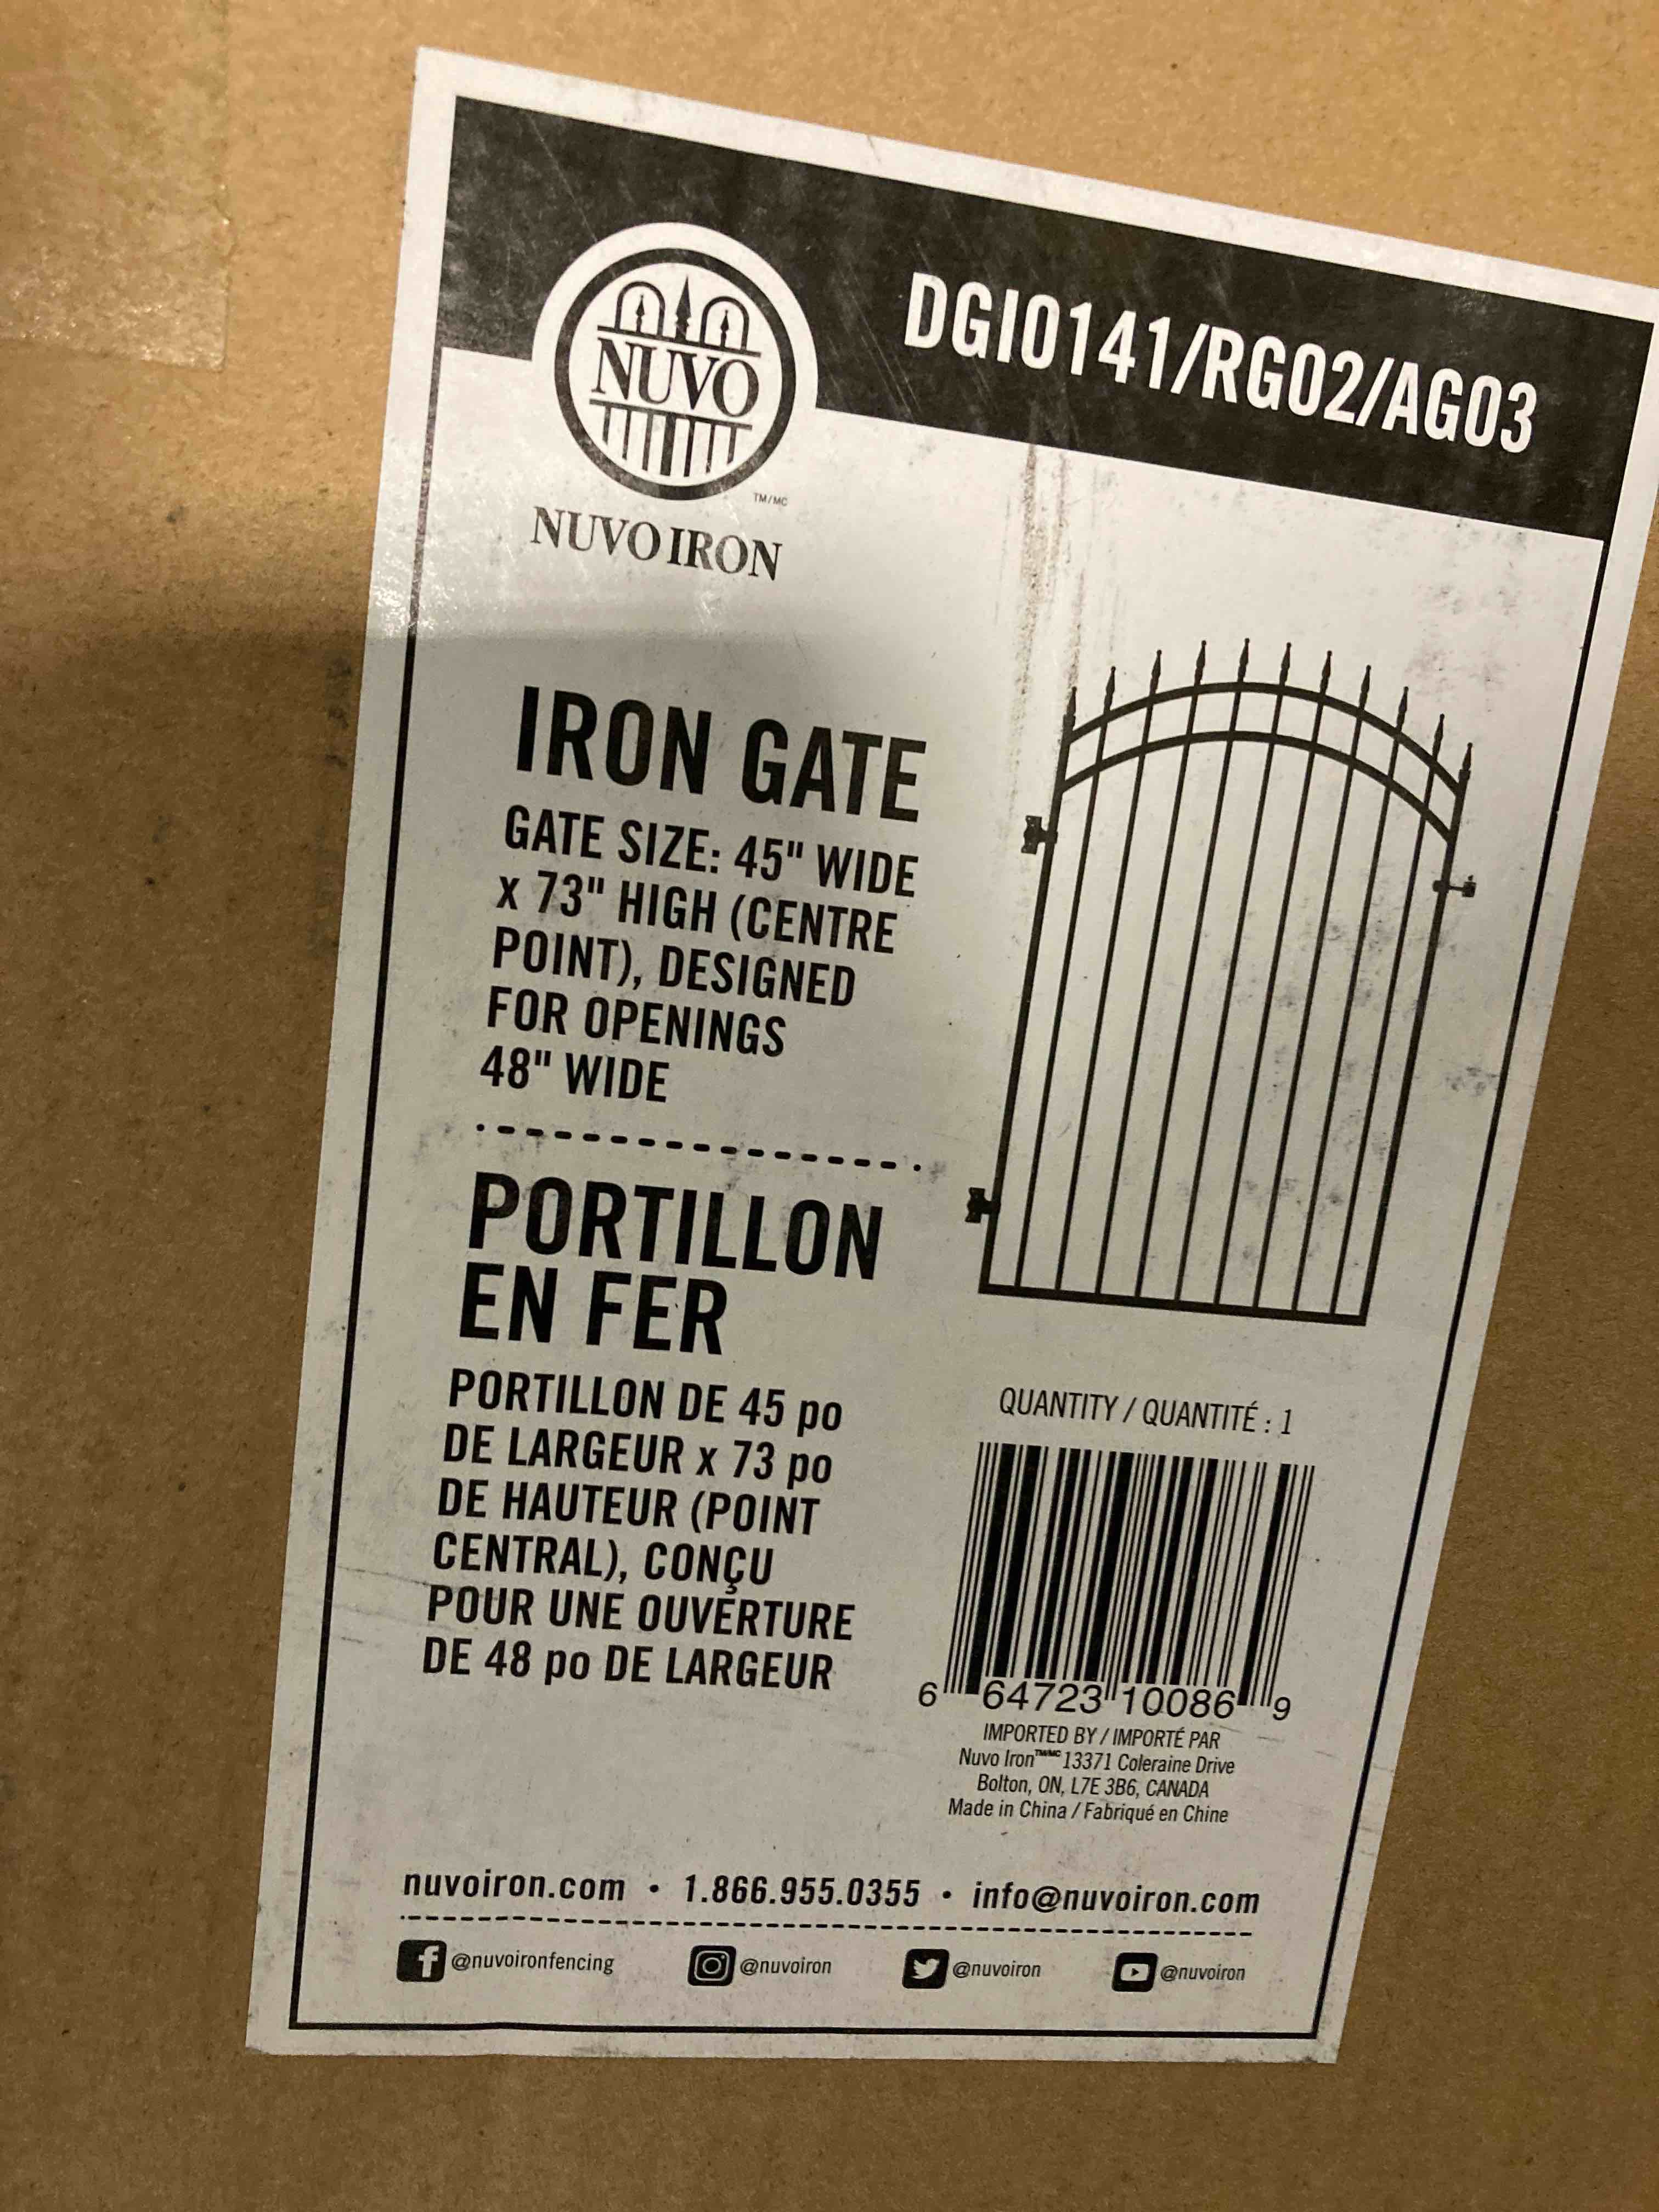 DGI0141/RG02/AG03
NUVO
TM/MC
NUVO IRON
IRON GATE
GATE SIZE: 45" WIDE
x 73" HIGH (CENTRE
POINT), DESIGNED
FOR OPENINGS
48" WIDE
PORTILLON
EN FER
PORTILLON DE 45 po
DE LARGEUR x 73 po
DE HAUTEUR (POINT
CENTRAL), CONÇU
POUR UNE OUVERTURE
DE 48 po DE LARGEUR
QUANTITY / QUANTITÉ : 1
6 64723 10086 9
IMPORTED BY / IMPORTÉ PAR
Nuvo Iron™/MC 13371 Coleraine Drive
Bolton, ON, L7E 3B6, CANADA
Made in China / Fabriqué en Chine
nuvoiron.com • 1.866.955.0355 • info@nuvoiron.com
@nuvoironfencing @nuvoiron @nuvoiron @nuvoiron